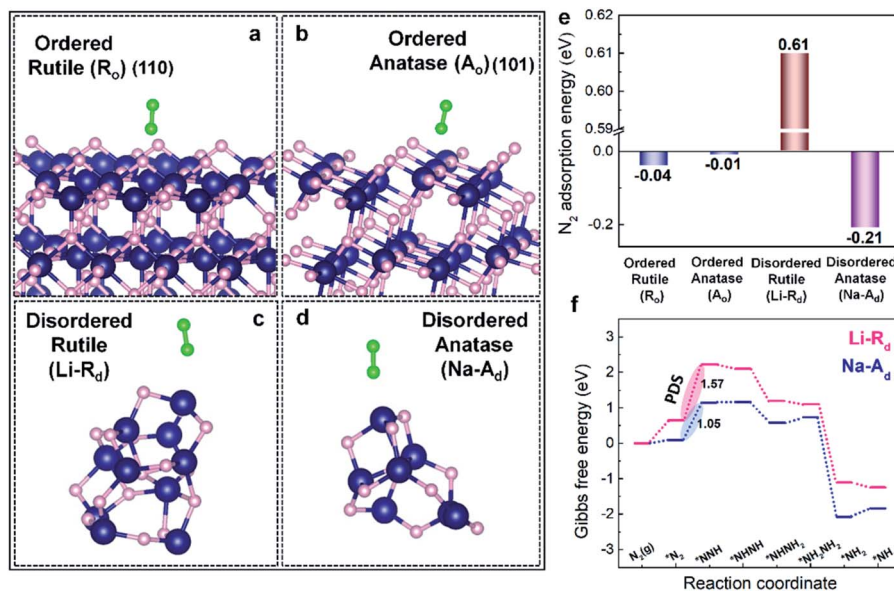 a
Ordered
Rutile (Ro) (110)
b
Ordered
Anatase (Ao) (101)
c
Disordered
Rutile
(Li-Rd)
d
Disordered
Anatase
(Na-Ad)
e
N2 adsorption energy (eV)
0.62
0.61
0.60
0.59
0.0
-0.2
-0.04
-0.01
0.61
-0.21
Ordered
Rutile
(Ro)
Ordered
Anatase
(Ao)
Disordered
Rutile
(Li-Rd)
Disordered
Anatase
(Na-Ad)
f
Gibbs free energy (eV)
3
2
1
0
-1
-2
-3
Li-Rd
Na-Ad
PDS
1.57
1.05
N2(g)
*N2
*NNH
*NHNH
*NHNH2
*NH2NH2
*NH2
*NH
Reaction coordinate